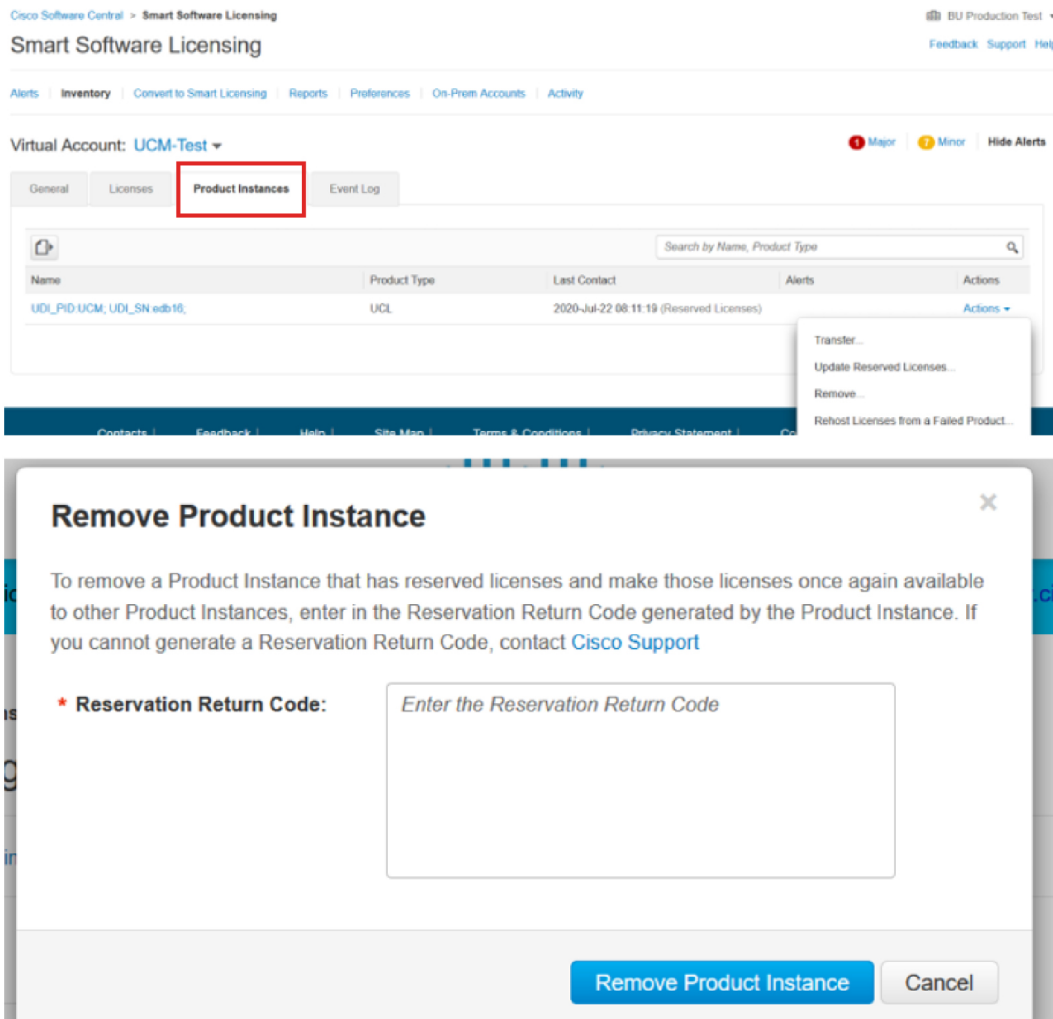 Cisco Software Central > Smart Software Licensing
BU Production Test
Smart Software Licensing
Feedback Support Help
Alerts | Inventory | Convert to Smart Licensing | Reports | Preferences | On-Prem Accounts | Activity
Virtual Account: UCM-Test
1 Major | Minor | Hide Alerts
General Licenses Product Instances Event Log
Search by Name, Product Type
Name Product Type Last Contact Alerts Actions
UDI_PID:UCM; UDI_SN:edb16; UCL 2020-Jul-22 08:11:19 (Reserved Licenses) Actions
Transfer...
Update Reserved Licenses...
Remove...
Rehost Licenses from a Failed Product...
Contacts | Feedback | Help | Site Map | Terms & Conditions | Privacy Statement |
Remove Product Instance
To remove a Product Instance that has reserved licenses and make those licenses once again available
to other Product Instances, enter in the Reservation Return Code generated by the Product Instance. If
you cannot generate a Reservation Return Code, contact Cisco Support
* Reservation Return Code:
Enter the Reservation Return Code
Remove Product Instance Cancel